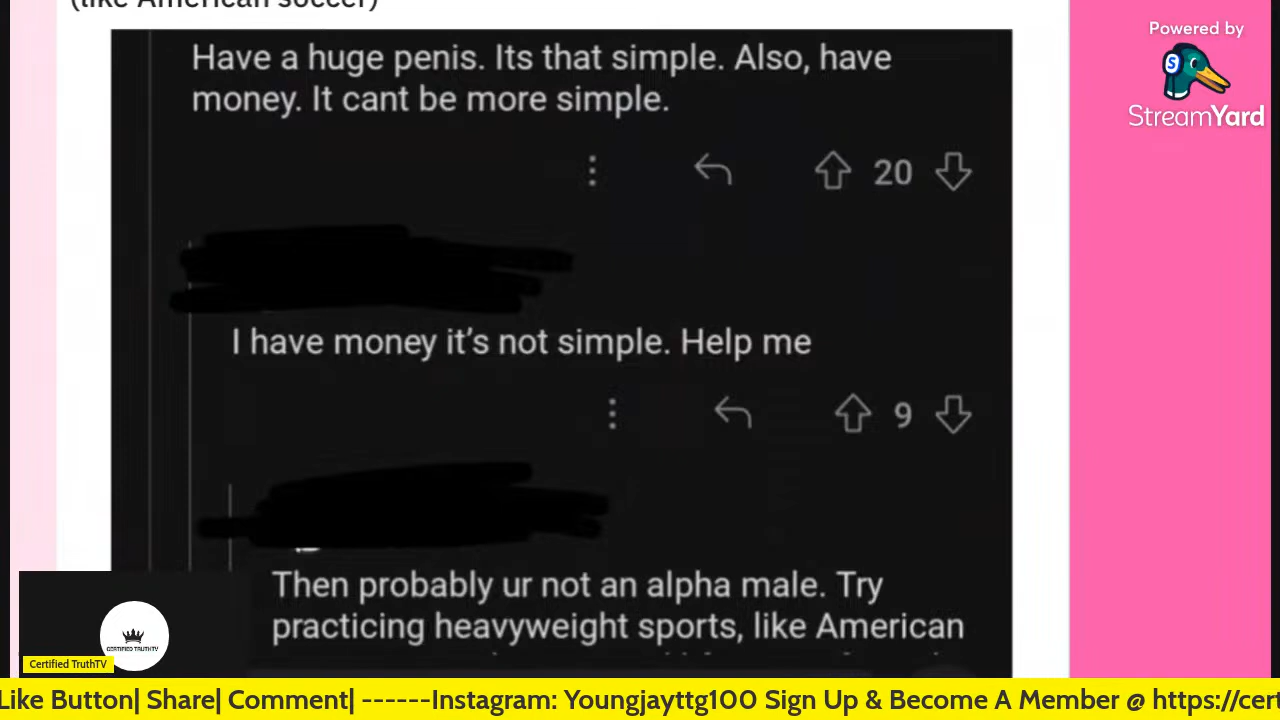 (like American soccer)
Powered by
StreamYard
Have a huge penis. Its that simple. Also, have
money. It cant be more simple.
20
I have money it's not simple. Help me
9
Then probably ur not an alpha male. Try
practicing heavyweight sports, like American
CERTIFIED TRUTHTV
Certified TruthTV
Like Button| Share| Comment| ------Instagram: Youngjayttg100 Sign Up & Become A Member @ https://cert